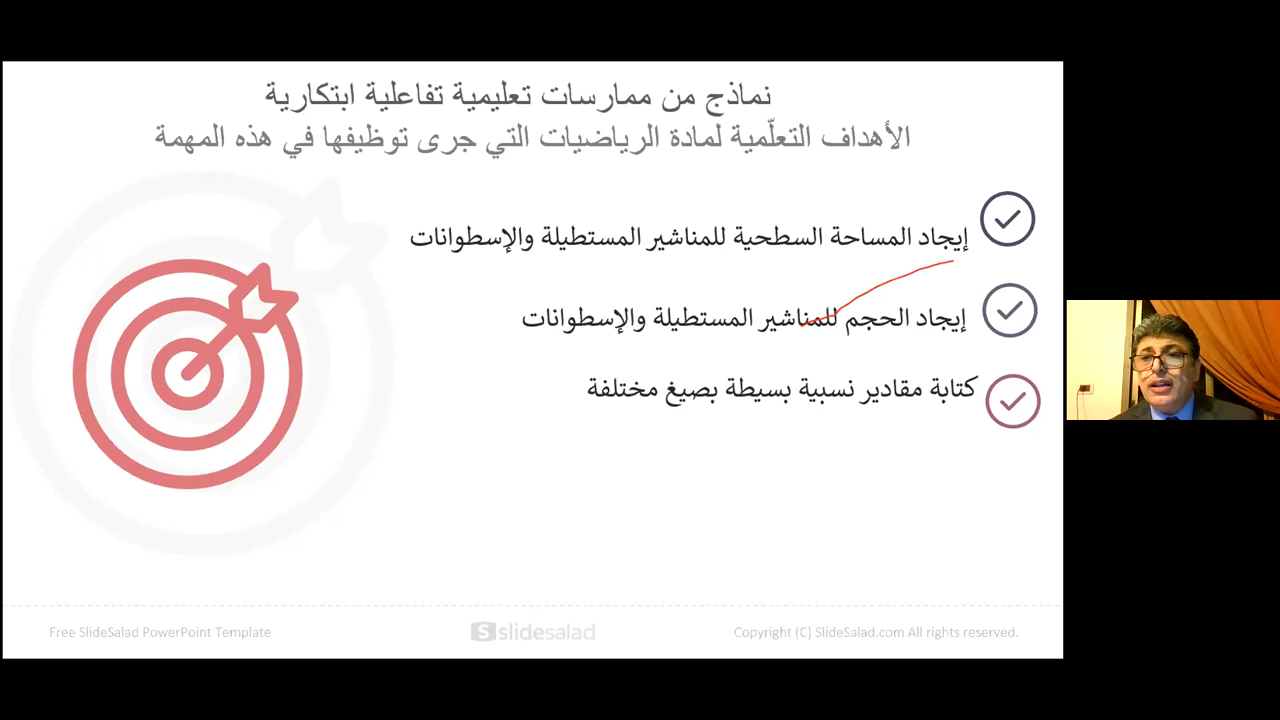 نماذج من ممارسات تعليمية تفاعلية ابتكارية
الأهداف التعلّمية لمادة الرياضيات التي جرى توظيفها في هذه المهمة
إيجاد المساحة السطحية للمناشير المستطيلة والإسطوانات
إيجاد الحجم للمناشير المستطيلة والإسطوانات
كتابة مقادير نسبية بسيطة بصيغ مختلفة
Free SlideSalad PowerPoint Template
slidesalad
Copyright (C) SlideSalad.com All rights reserved.